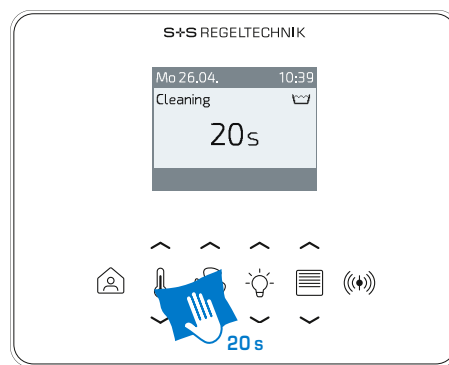 S+S REGELTECHNIK
Mo 26.04. 10:39
Cleaning
20s
20 s